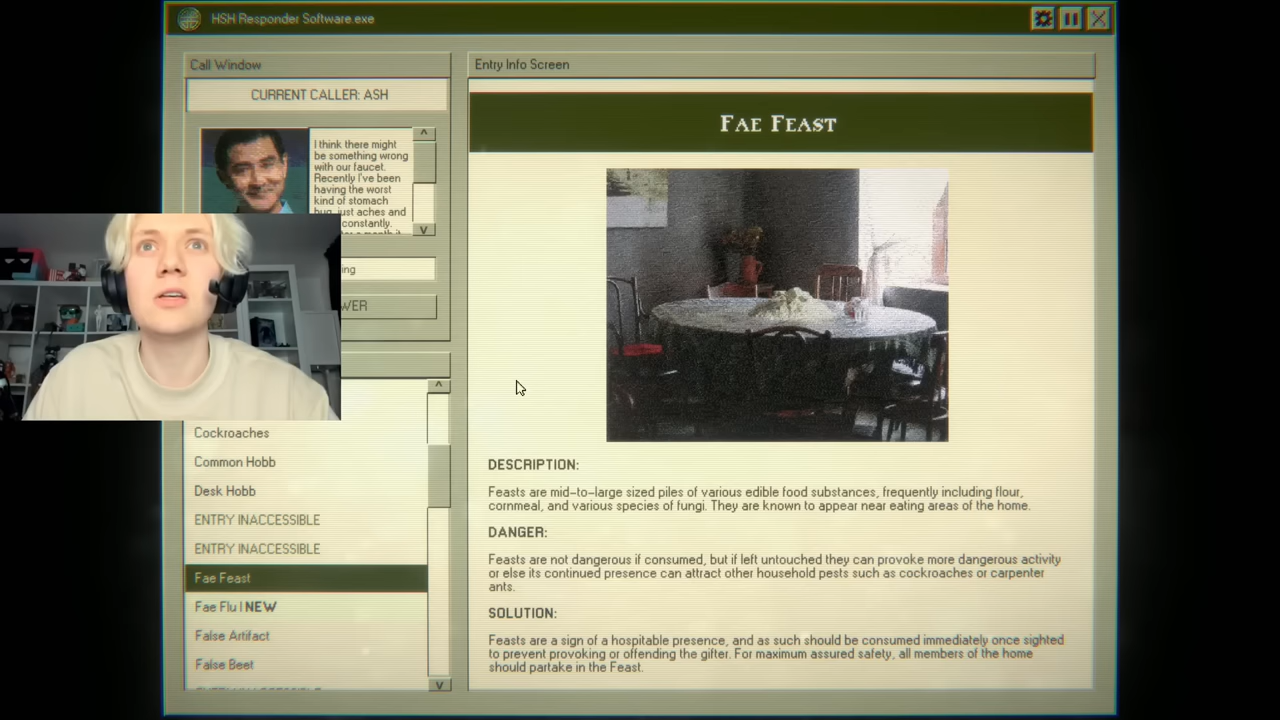 HSH Responder Software.exe
Call Window
CURRENT CALLER: ASH
I think there might
be something wrong
with our faucet.
Recently I've been
having the worst
kind of stomach
bug, just aches and
constantly.
ing
WER
Cockroaches
Common Hobb
Desk Hobb
ENTRY INACCESSIBLE
ENTRY INACCESSIBLE
Fae Feast
Fae Flu | NEW
False Artifact
False Beet
Entry Info Screen
FAE FEAST
DESCRIPTION:
Feasts are mid-to-large sized piles of various edible food substances, frequently including flour,
cornmeal, and various species of fungi. They are known to appear near eating areas of the home.
DANGER:
Feasts are not dangerous if consumed, but if left untouched they can provoke more dangerous activity
or else its continued presence can attract other household pests such as cockroaches or carpenter
ants.
SOLUTION:
Feasts are a sign of a hospitable presence, and as such should be consumed immediately once sighted
to prevent provoking or offending the gifter. For maximum assured safety, all members of the home
should partake in the Feast.